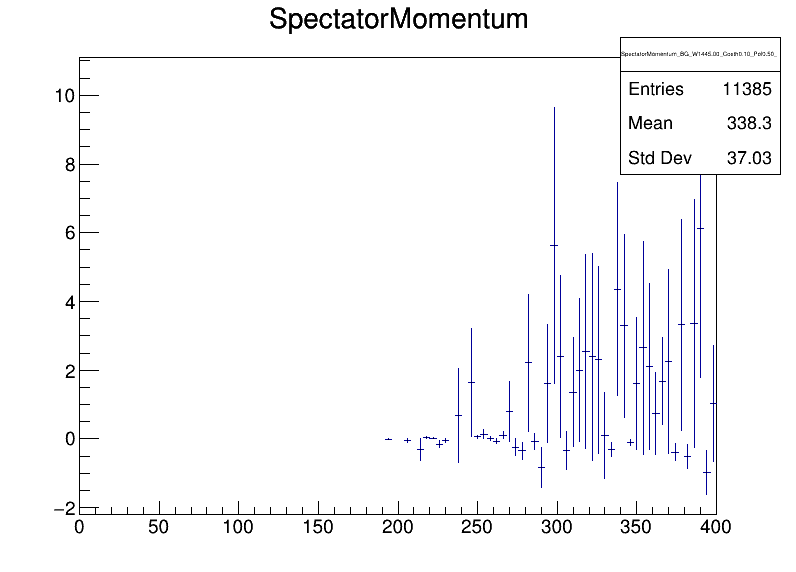 SpectatorMomentum
SpectatorMomentum_BG_W1445.00_Costh0.10_Pol0.50_
Entries 11385
Mean 338.3
Std Dev 37.03
10
8
6
4
2
0
−2
0 50 100 150 200 250 300 350 400